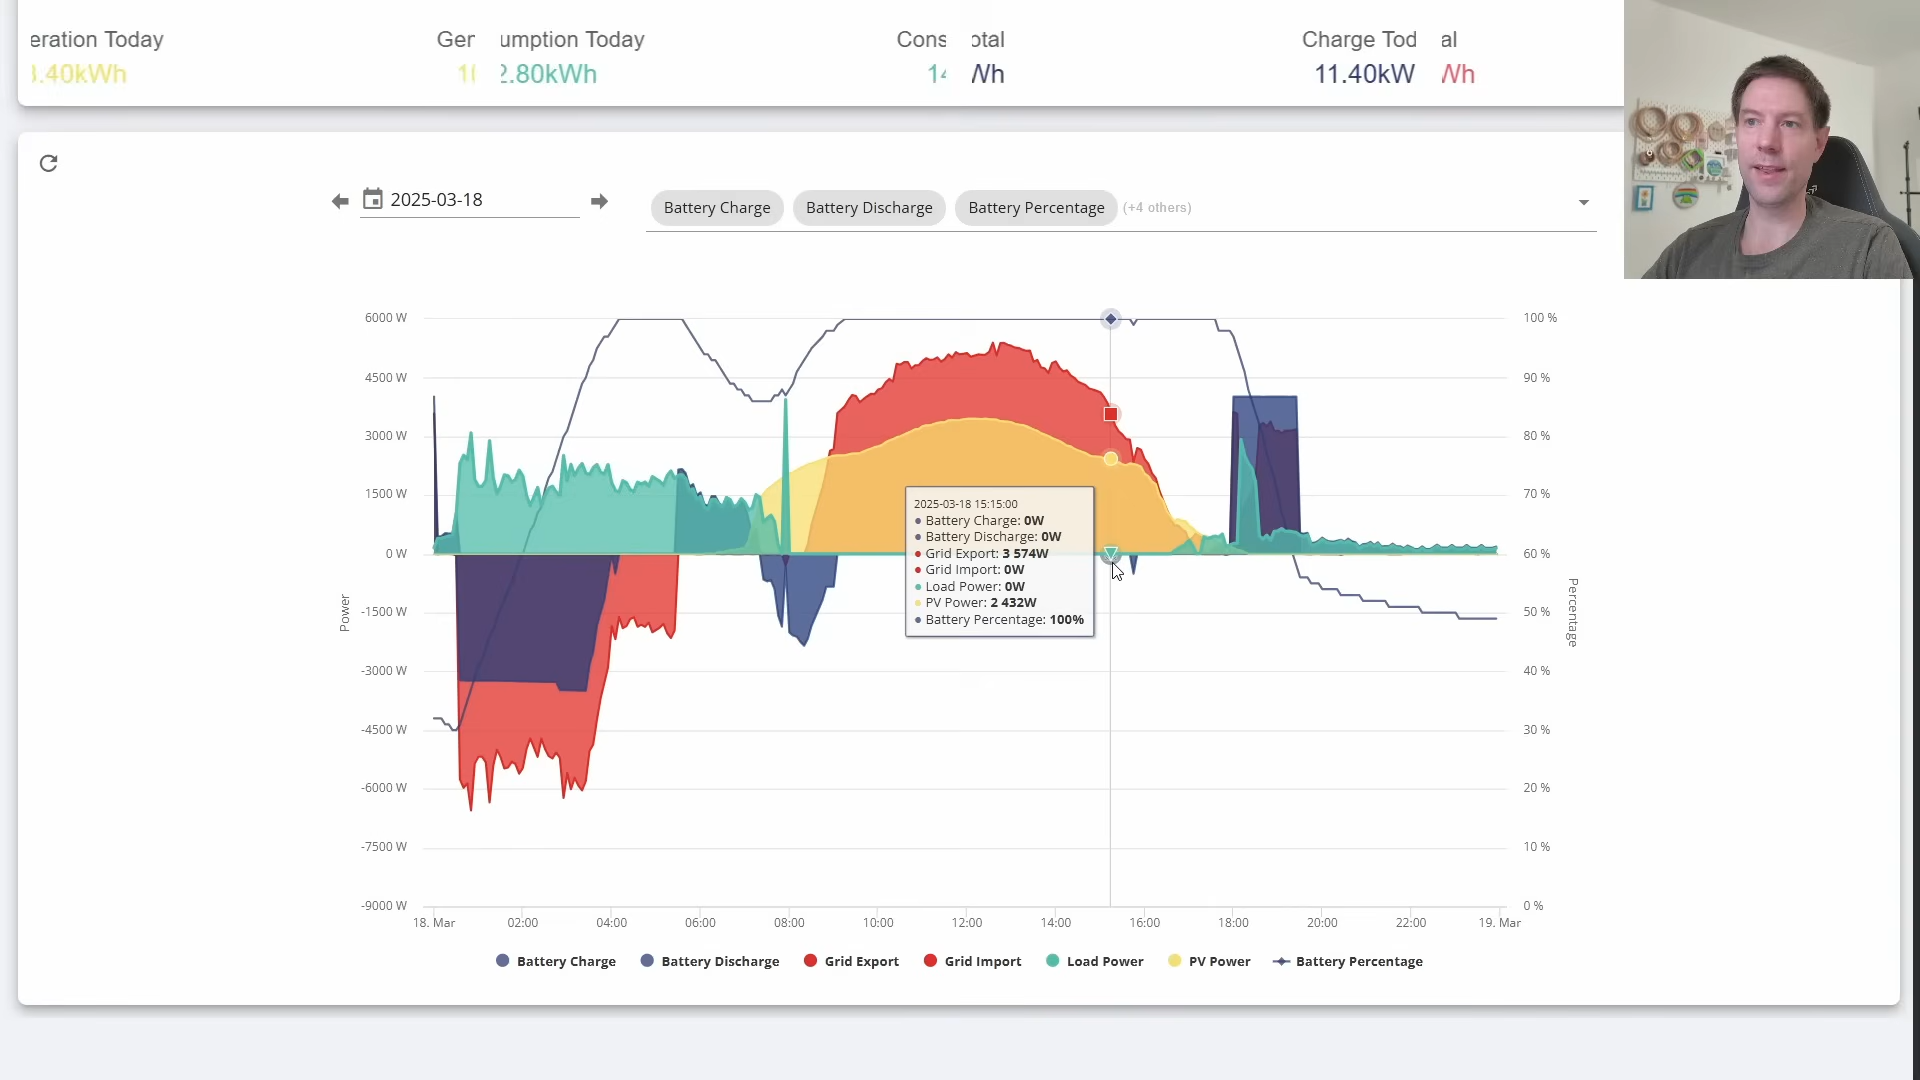 eration Today
Gen
umption Today
Cons
otal
Charge Tod
al
.40kWh
2.80kWh
14
Wh
11.40kW
Wh
2025-03-18
Battery Charge
Battery Discharge
Battery Percentage
(+4 others)
6000 W
4500 W
3000 W
1500 W
0 W
-1500 W
-3000 W
-4500 W
-6000 W
-7500 W
-9000 W
Power
100 %
90 %
80 %
70 %
60 %
50 %
40 %
30 %
20 %
10 %
0 %
Percentage
2025-03-18 15:15:00
Battery Charge: 0W
Battery Discharge: 0W
Grid Export: 3 574W
Grid Import: 0W
Load Power: 0W
PV Power: 2 432W
Battery Percentage: 100%
18. Mar
02:00
04:00
06:00
08:00
10:00
12:00
14:00
16:00
18:00
20:00
22:00
19. Mar
Battery Charge
Battery Discharge
Grid Export
Grid Import
Load Power
PV Power
Battery Percentage